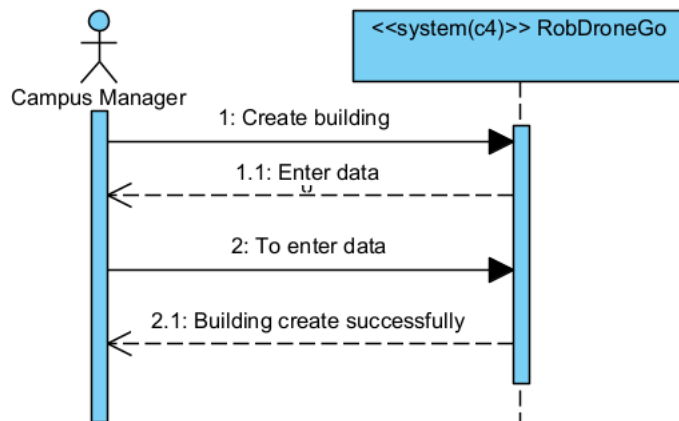 <<system(c4)>> RobDroneGo
Campus Manager
1: Create building
1.1: Enter data
2: To enter data
2.1: Building create successfully